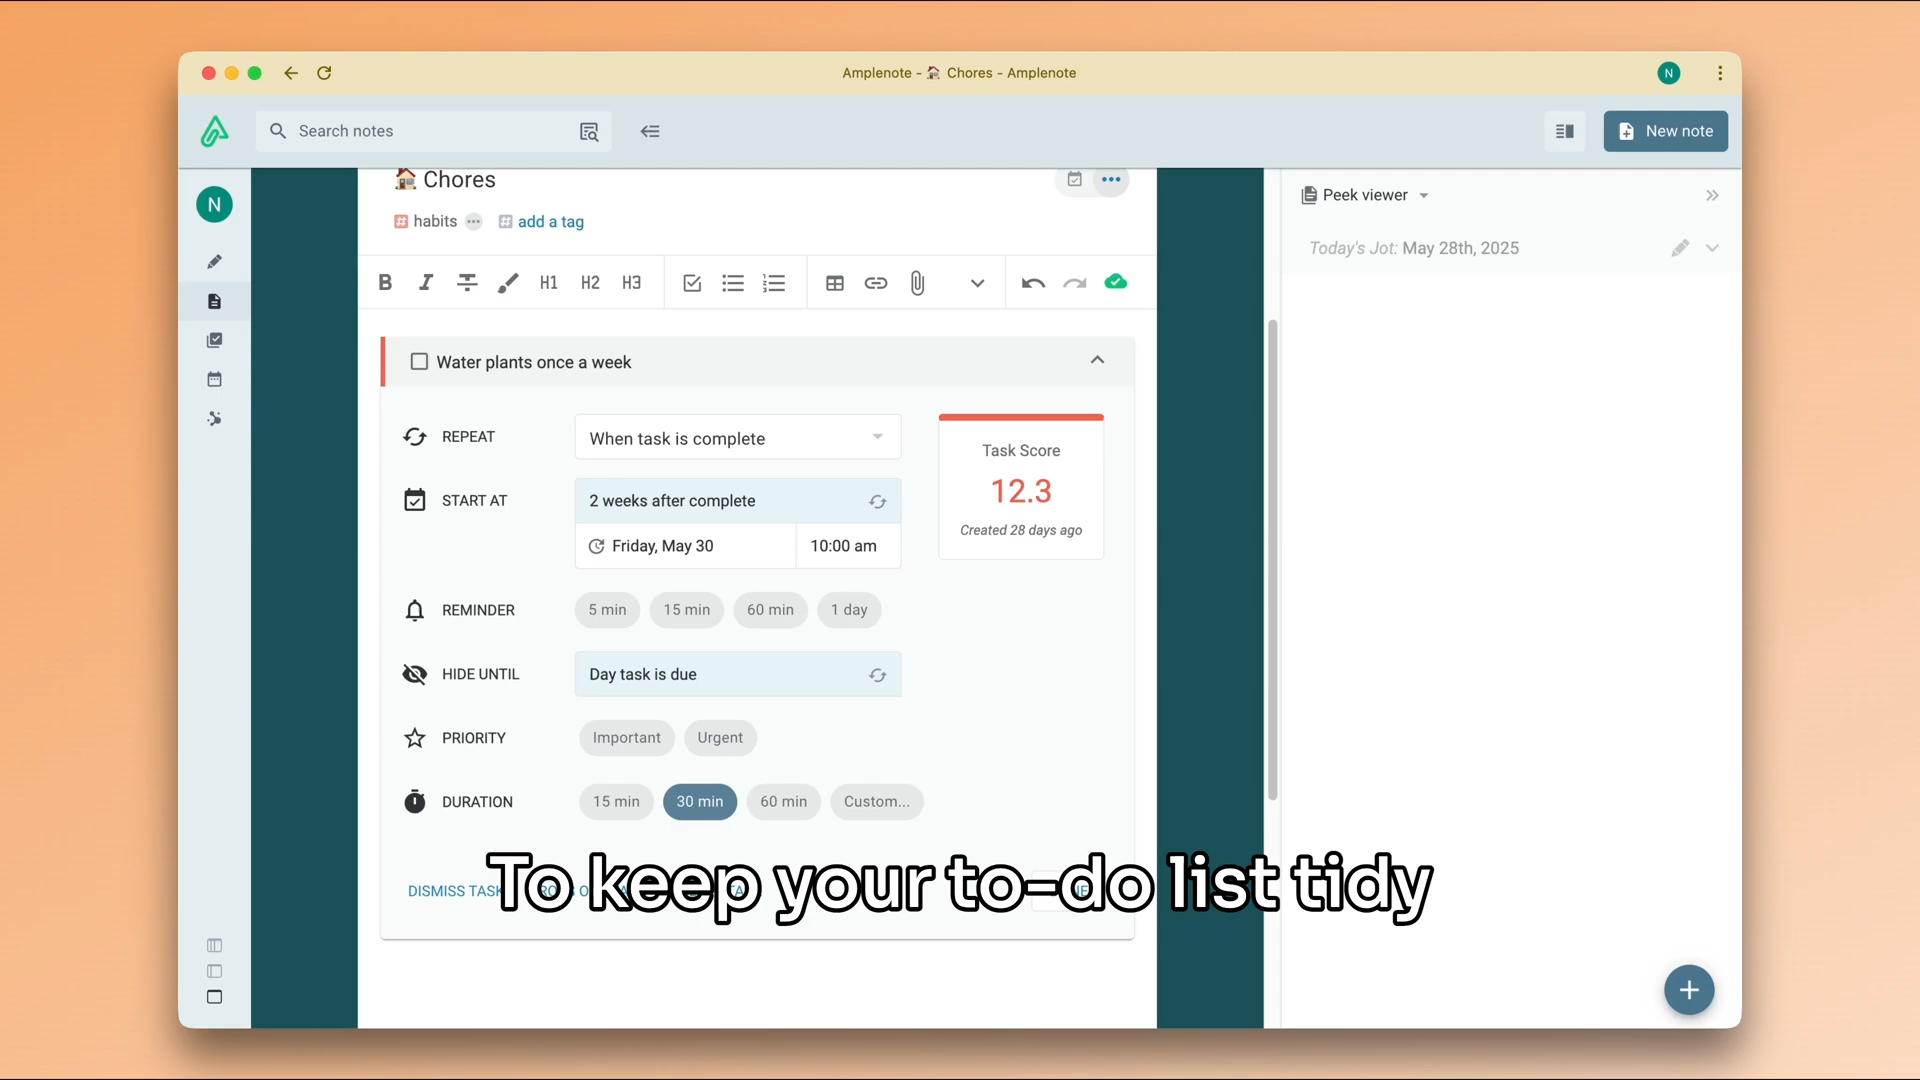 Amplenote - 🏠 Chores - Amplenote
N
Search notes
New note
N
Chores
habits
add a tag
Peek viewer
Today's Jot: May 28th, 2025
B I S H1 H2 H3
Water plants once a week
REPEAT
When task is complete
Task Score
12.3
Created 28 days ago
START AT
2 weeks after complete
Friday, May 30
10:00 am
REMINDER
5 min
15 min
60 min
1 day
HIDE UNTIL
Day task is due
PRIORITY
Important
Urgent
DURATION
15 min
30 min
60 min
Custom...
DISMISS TASK
To keep your to-do list tidy